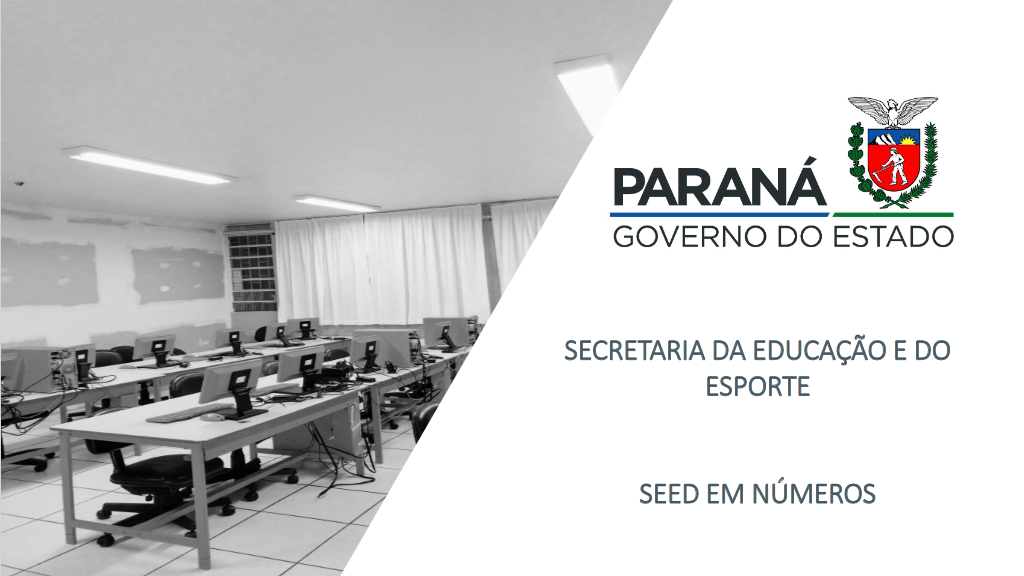 PARANÁ
GOVERNO DO ESTADO
SECRETARIA DA EDUCAÇÃO E DO
ESPORTE
SEED EM NÚMEROS